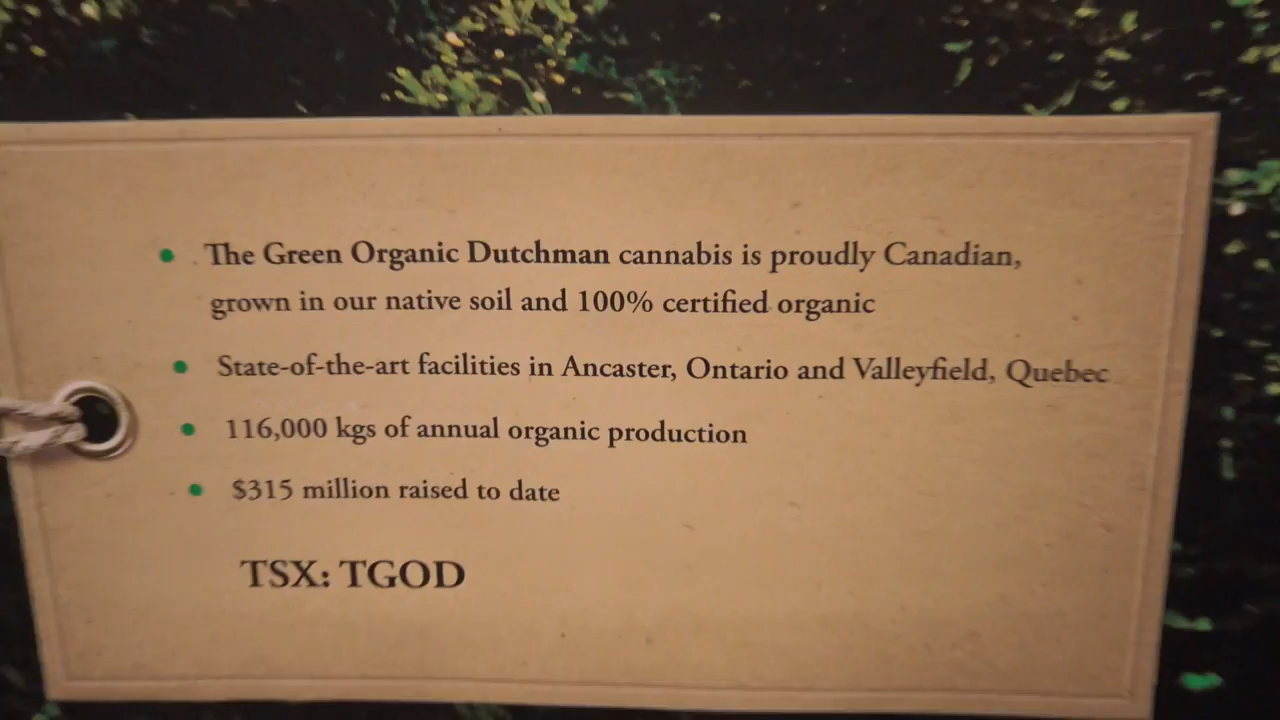 The Green Organic Dutchman cannabis is proudly Canadian,
grown in our native soil and 100% certified organic
State-of-the-art facilities in Ancaster, Ontario and Valleyfield, Quebec
116,000 kgs of annual organic production
$315 million raised to date
TSX: TGOD